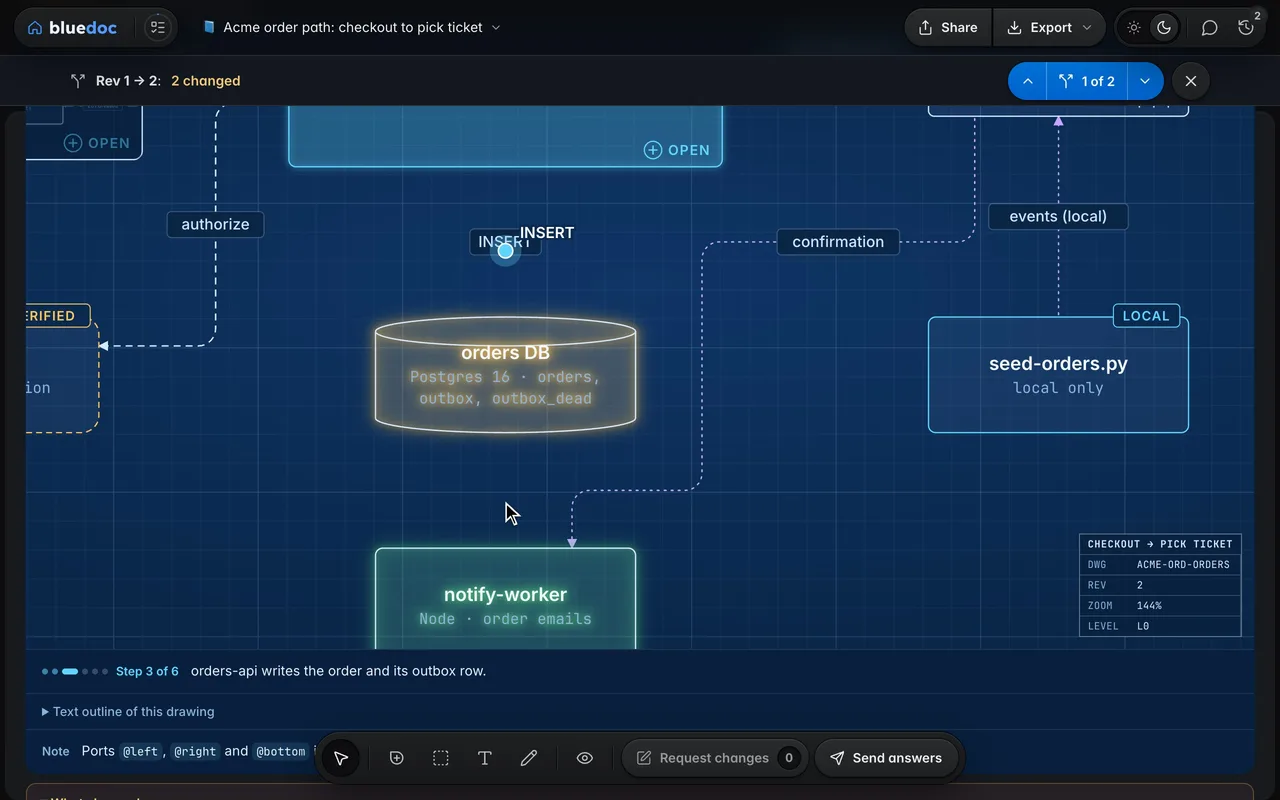 bluedoc
Acme order path: checkout to pick ticket
Share
Export
2
Rev 1 → 2: 2 changed
1 of 2
OPEN
OPEN
authorize
INSERT
INSERT
confirmation
events (local)
ERIFIED
LOCAL
orders DB
Postgres 16 · orders,
outbox, outbox_dead
seed-orders.py
local only
ion
notify-worker
Node · order emails
CHECKOUT → PICK TICKET
DWG ACME-ORD-ORDERS
REV 2
ZOOM 144%
LEVEL L0
Step 3 of 6 orders-api writes the order and its outbox row.
Text outline of this drawing
Note Ports @left, @right and @bottom
Request changes 0
Send answers